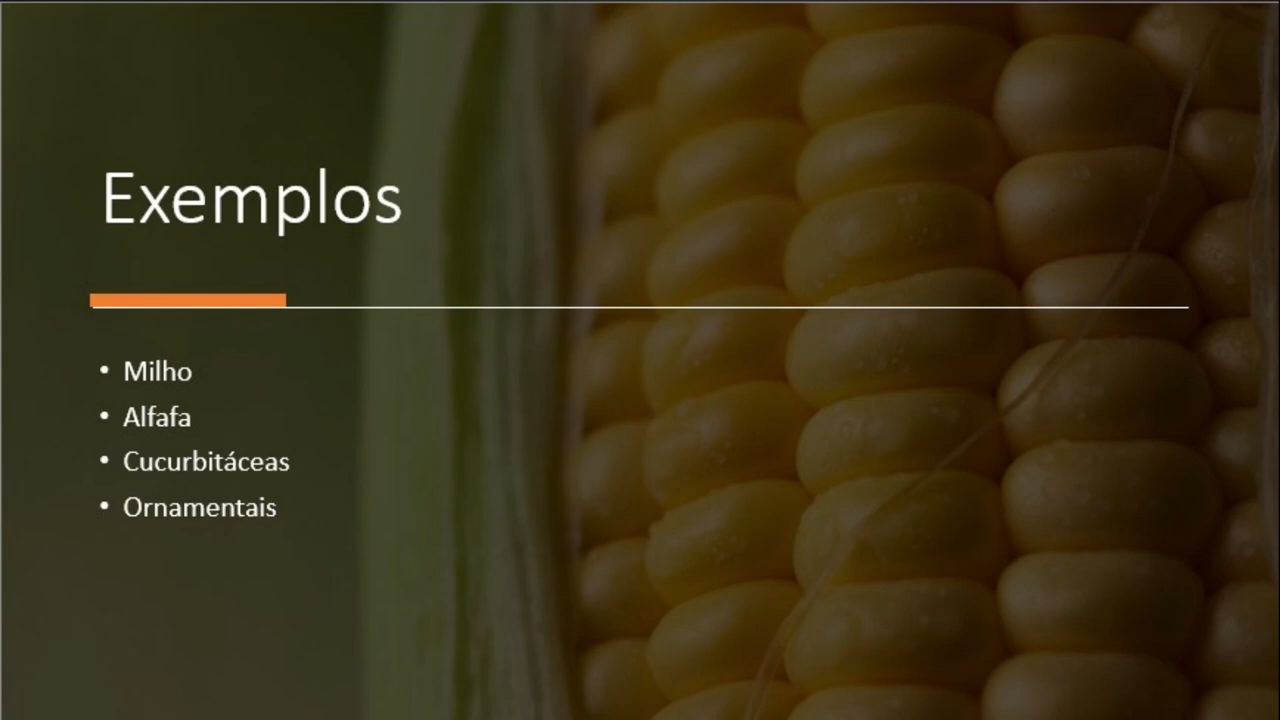 Exemplos
• Milho
• Alfafa
• Cucurbitáceas
• Ornamentais